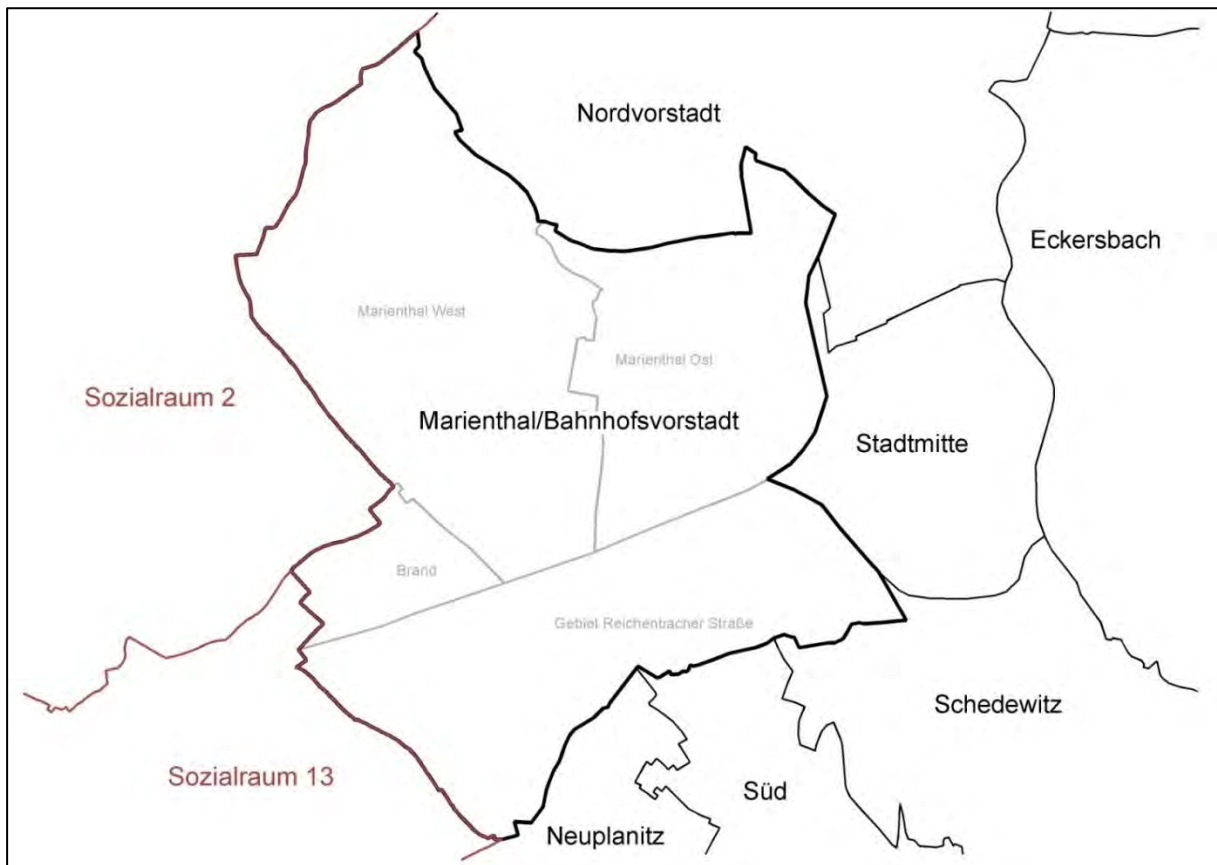 Nordvorstadt
Eckersbach
Marienthal West
Marienthal Ost
Sozialraum 2
Marienthal/Bahnhofsvorstadt
Stadtmitte
Brand
Gebiet Reichenbacher Straße
Schedewitz
Sozialraum 13
Süd
Neuplanitz